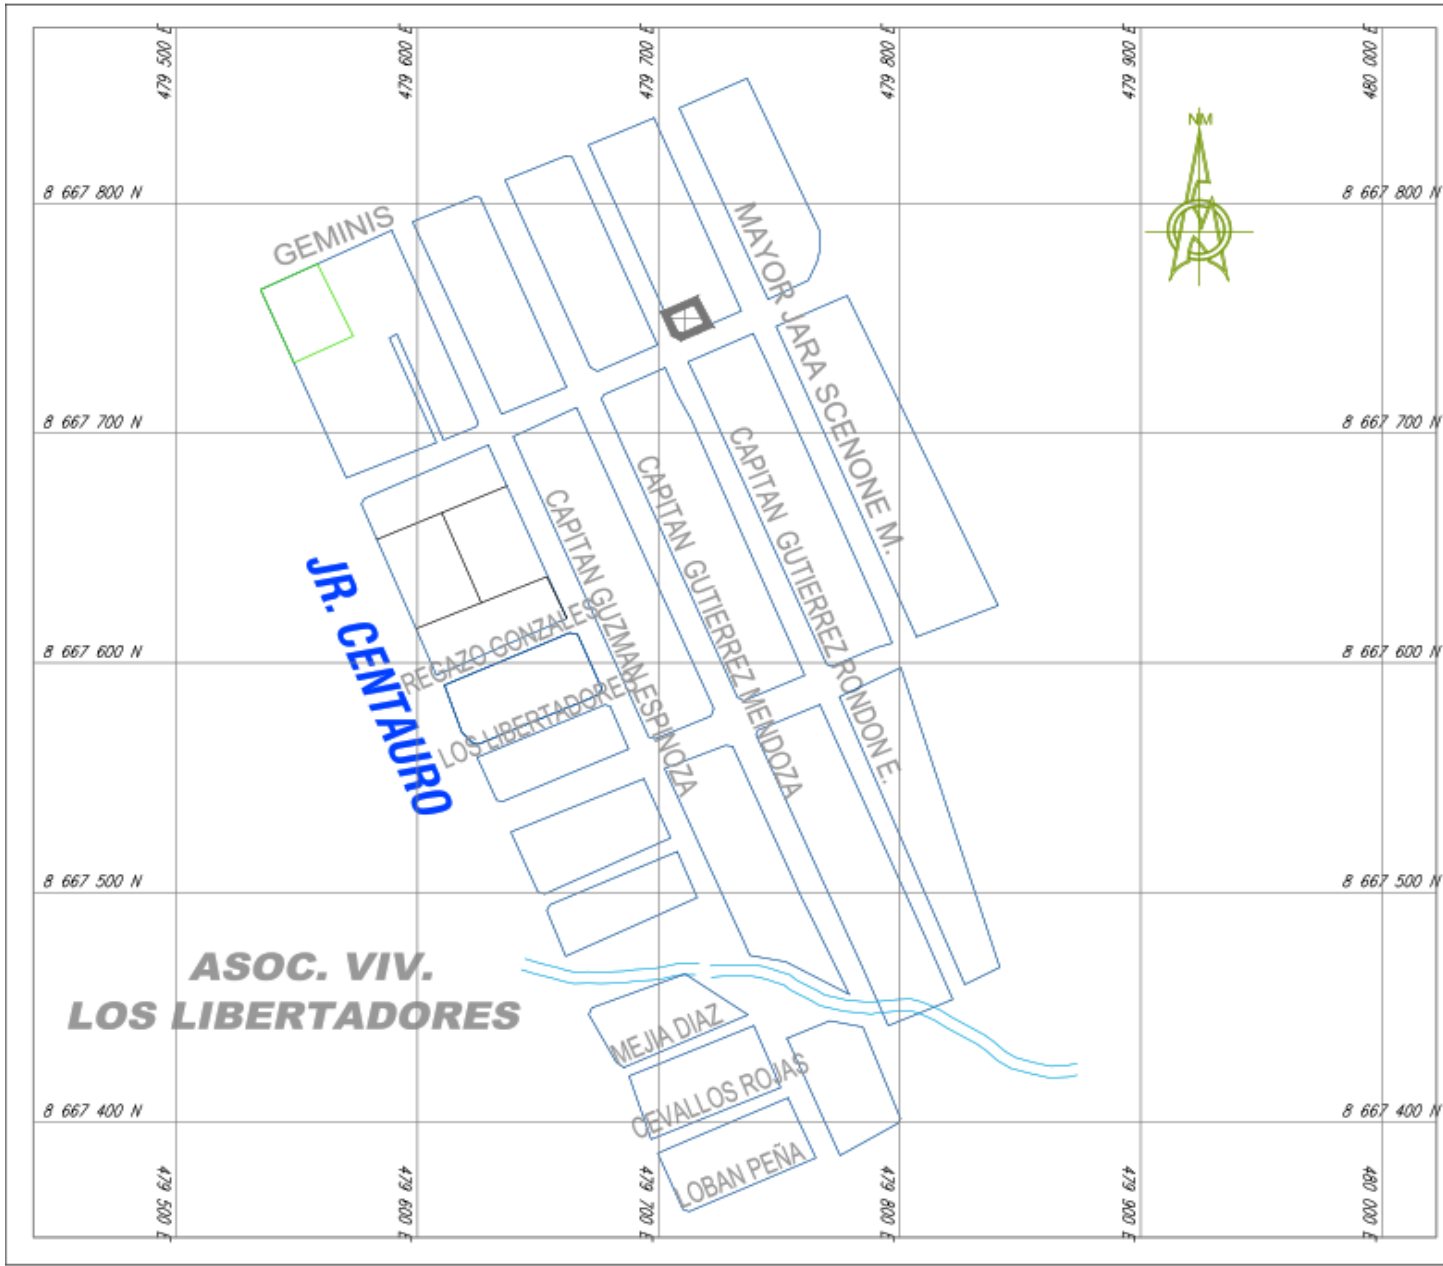 479 500 E
479 600 E
479 700 E
479 800 E
479 900 E
480 000 E
NM
8 667 800 N
8 667 800 N
GEMINIS
MAYOR JARA SCENONE M.
8 667 700 N
8 667 700 N
CAPITAN GUZMAN ESPINOZA
CAPITAN GUTIERREZ MENDOZA
CAPITAN GUTIERREZ RONDON E.
JR. CENTAURO
REGAZO GONZALES
8 667 600 N
8 667 600 N
LOS LIBERTADORES
8 667 500 N
8 667 500 N
ASOC. VIV.
LOS LIBERTADORES
MEJIA DIAZ
CEVALLOS ROJAS
8 667 400 N
8 667 400 N
LOBAN PEÑA
479 500 E
479 600 E
479 700 E
479 800 E
479 900 E
480 000 E